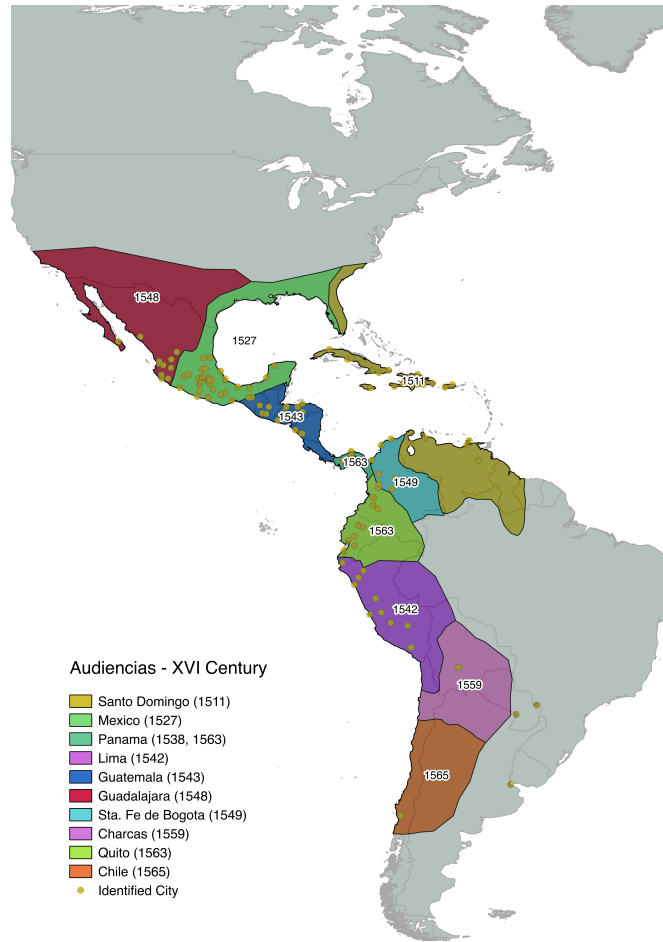 1548
1527
1511
1543
1563
1549
1563
1542
1559
1565
Audiencias - XVI Century
Santo Domingo (1511)
Mexico (1527)
Panama (1538, 1563)
Lima (1542)
Guatemala (1543)
Guadalajara (1548)
Sta. Fe de Bogota (1549)
Charcas (1559)
Quito (1563)
Chile (1565)
Identified City